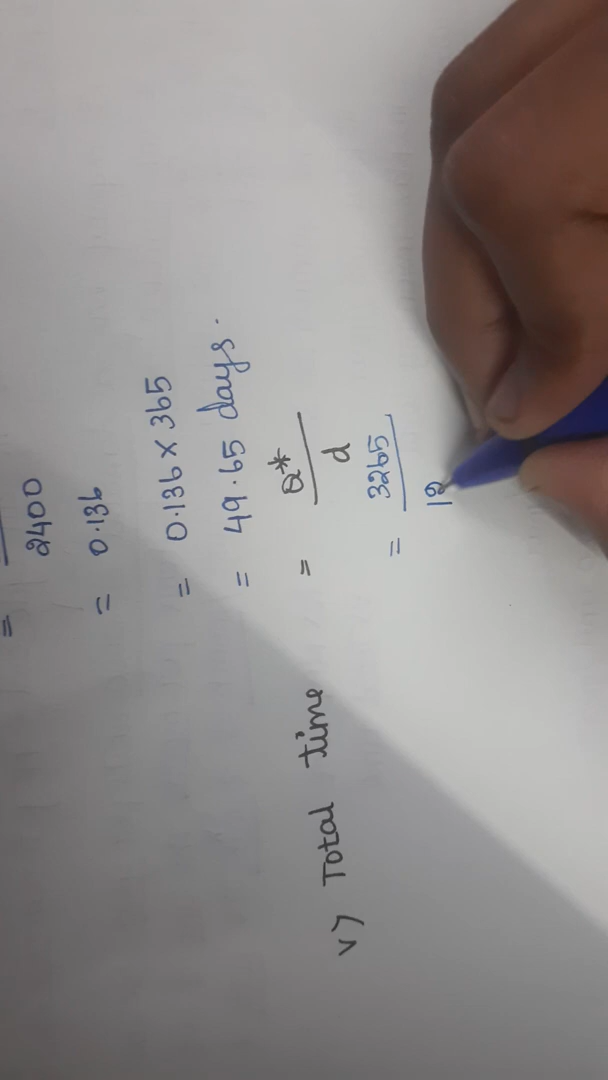 =
2400
= 0.136
= 0.136 × 365
= 49.65 days.
v) Total time = Q*
d
= 3265
12